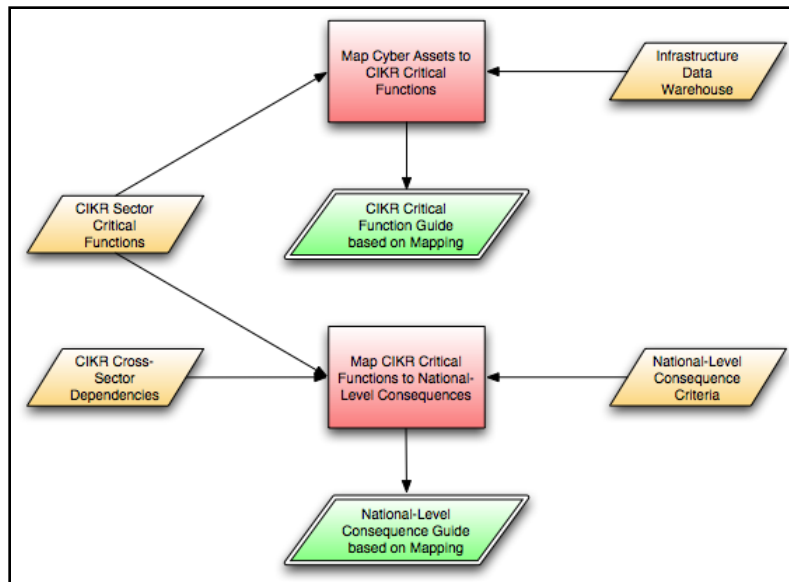 Map Cyber Assets to
CIKR Critical
Functions
Infrastructure
Data
Warehouse
CIKR Sector
Critical
Functions
CIKR Critical
Function Guide
based on Mapping
CIKR Cross-
Sector
Dependencies
Map CIKR Critical
Functions to National-
Level Consequences
National-Level
Consequence
Criteria
National-Level
Consequence Guide
based on Mapping